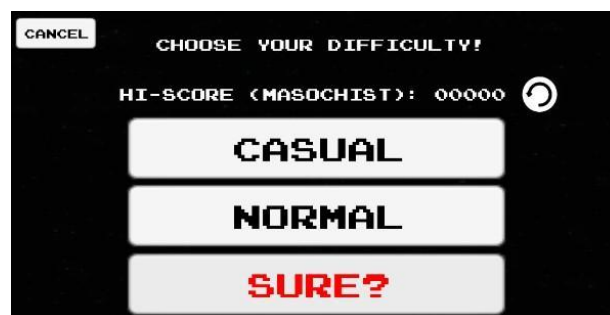 CANCEL
CHOOSE YOUR DIFFICULTY!
HI-SCORE (MASOCHIST): 00000
CASUAL
NORMAL
SURE?